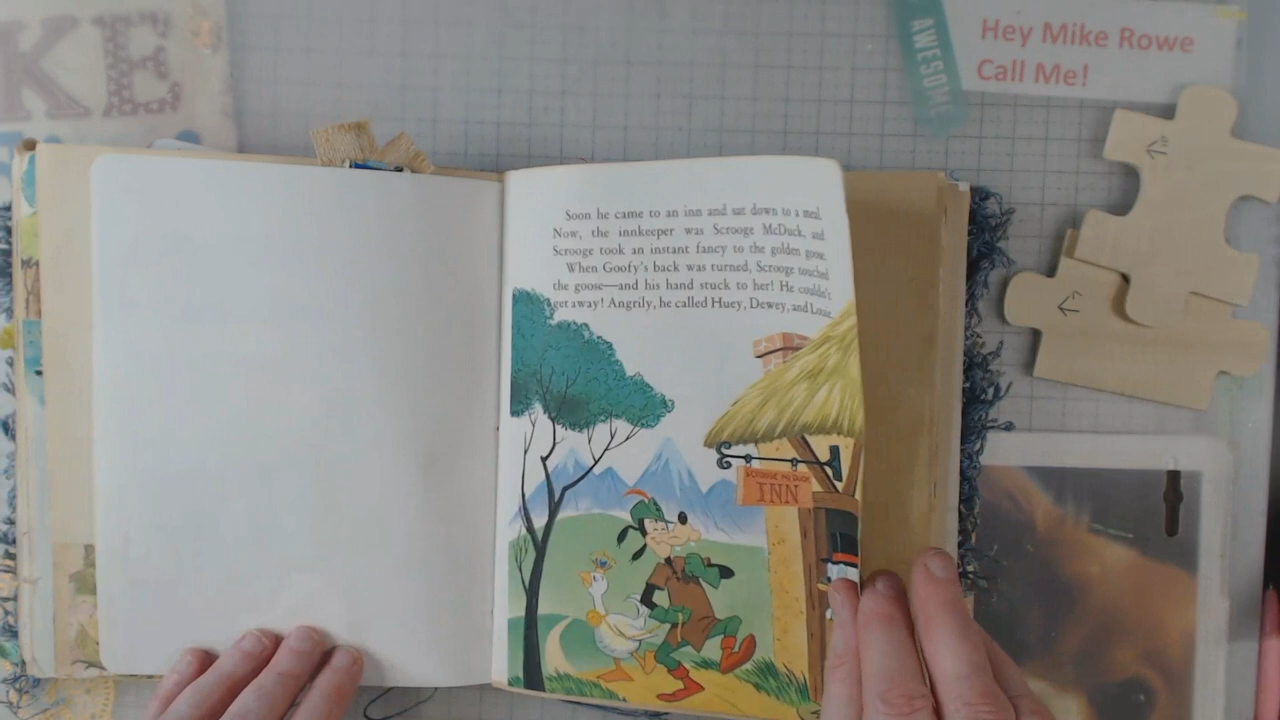 KE
AWESOME
Hey Mike Rowe
Call Me!
Soon he came to an inn and sat down to a meal.
Now, the innkeeper was Scrooge McDuck, and
Scrooge took an instant fancy to the golden goose.
When Goofy's back was turned, Scrooge touched
the goose—and his hand stuck to her! He couldn't
get away! Angrily, he called Huey, Dewey, and Louie.
SCROOGE McDUCK
INN